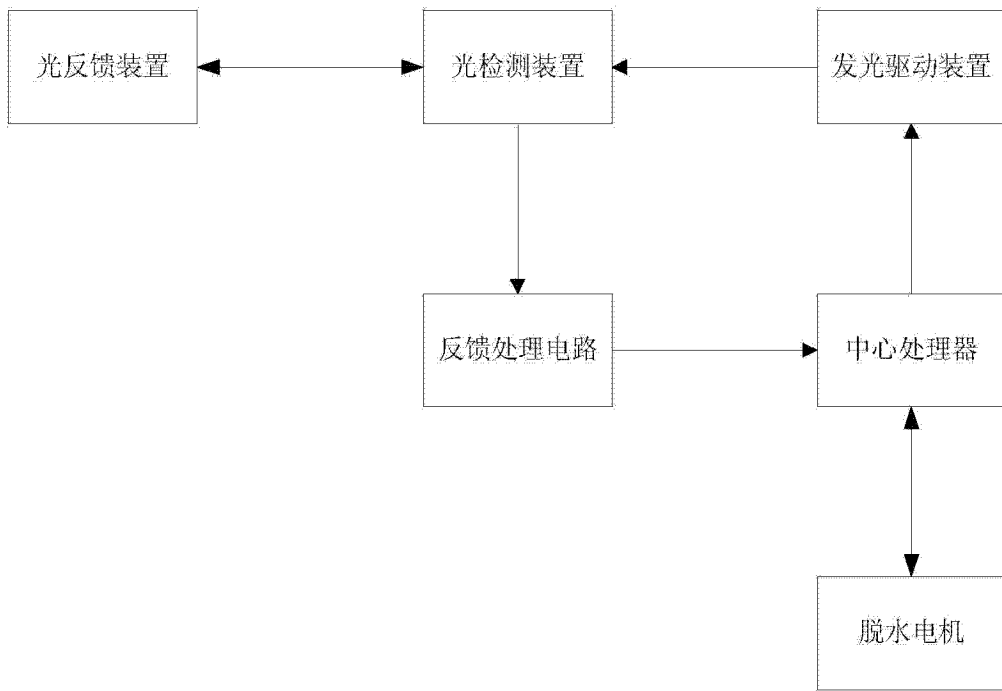 光反馈装置
光检测装置
发光驱动装置
反馈处理电路
中心处理器
脱水电机